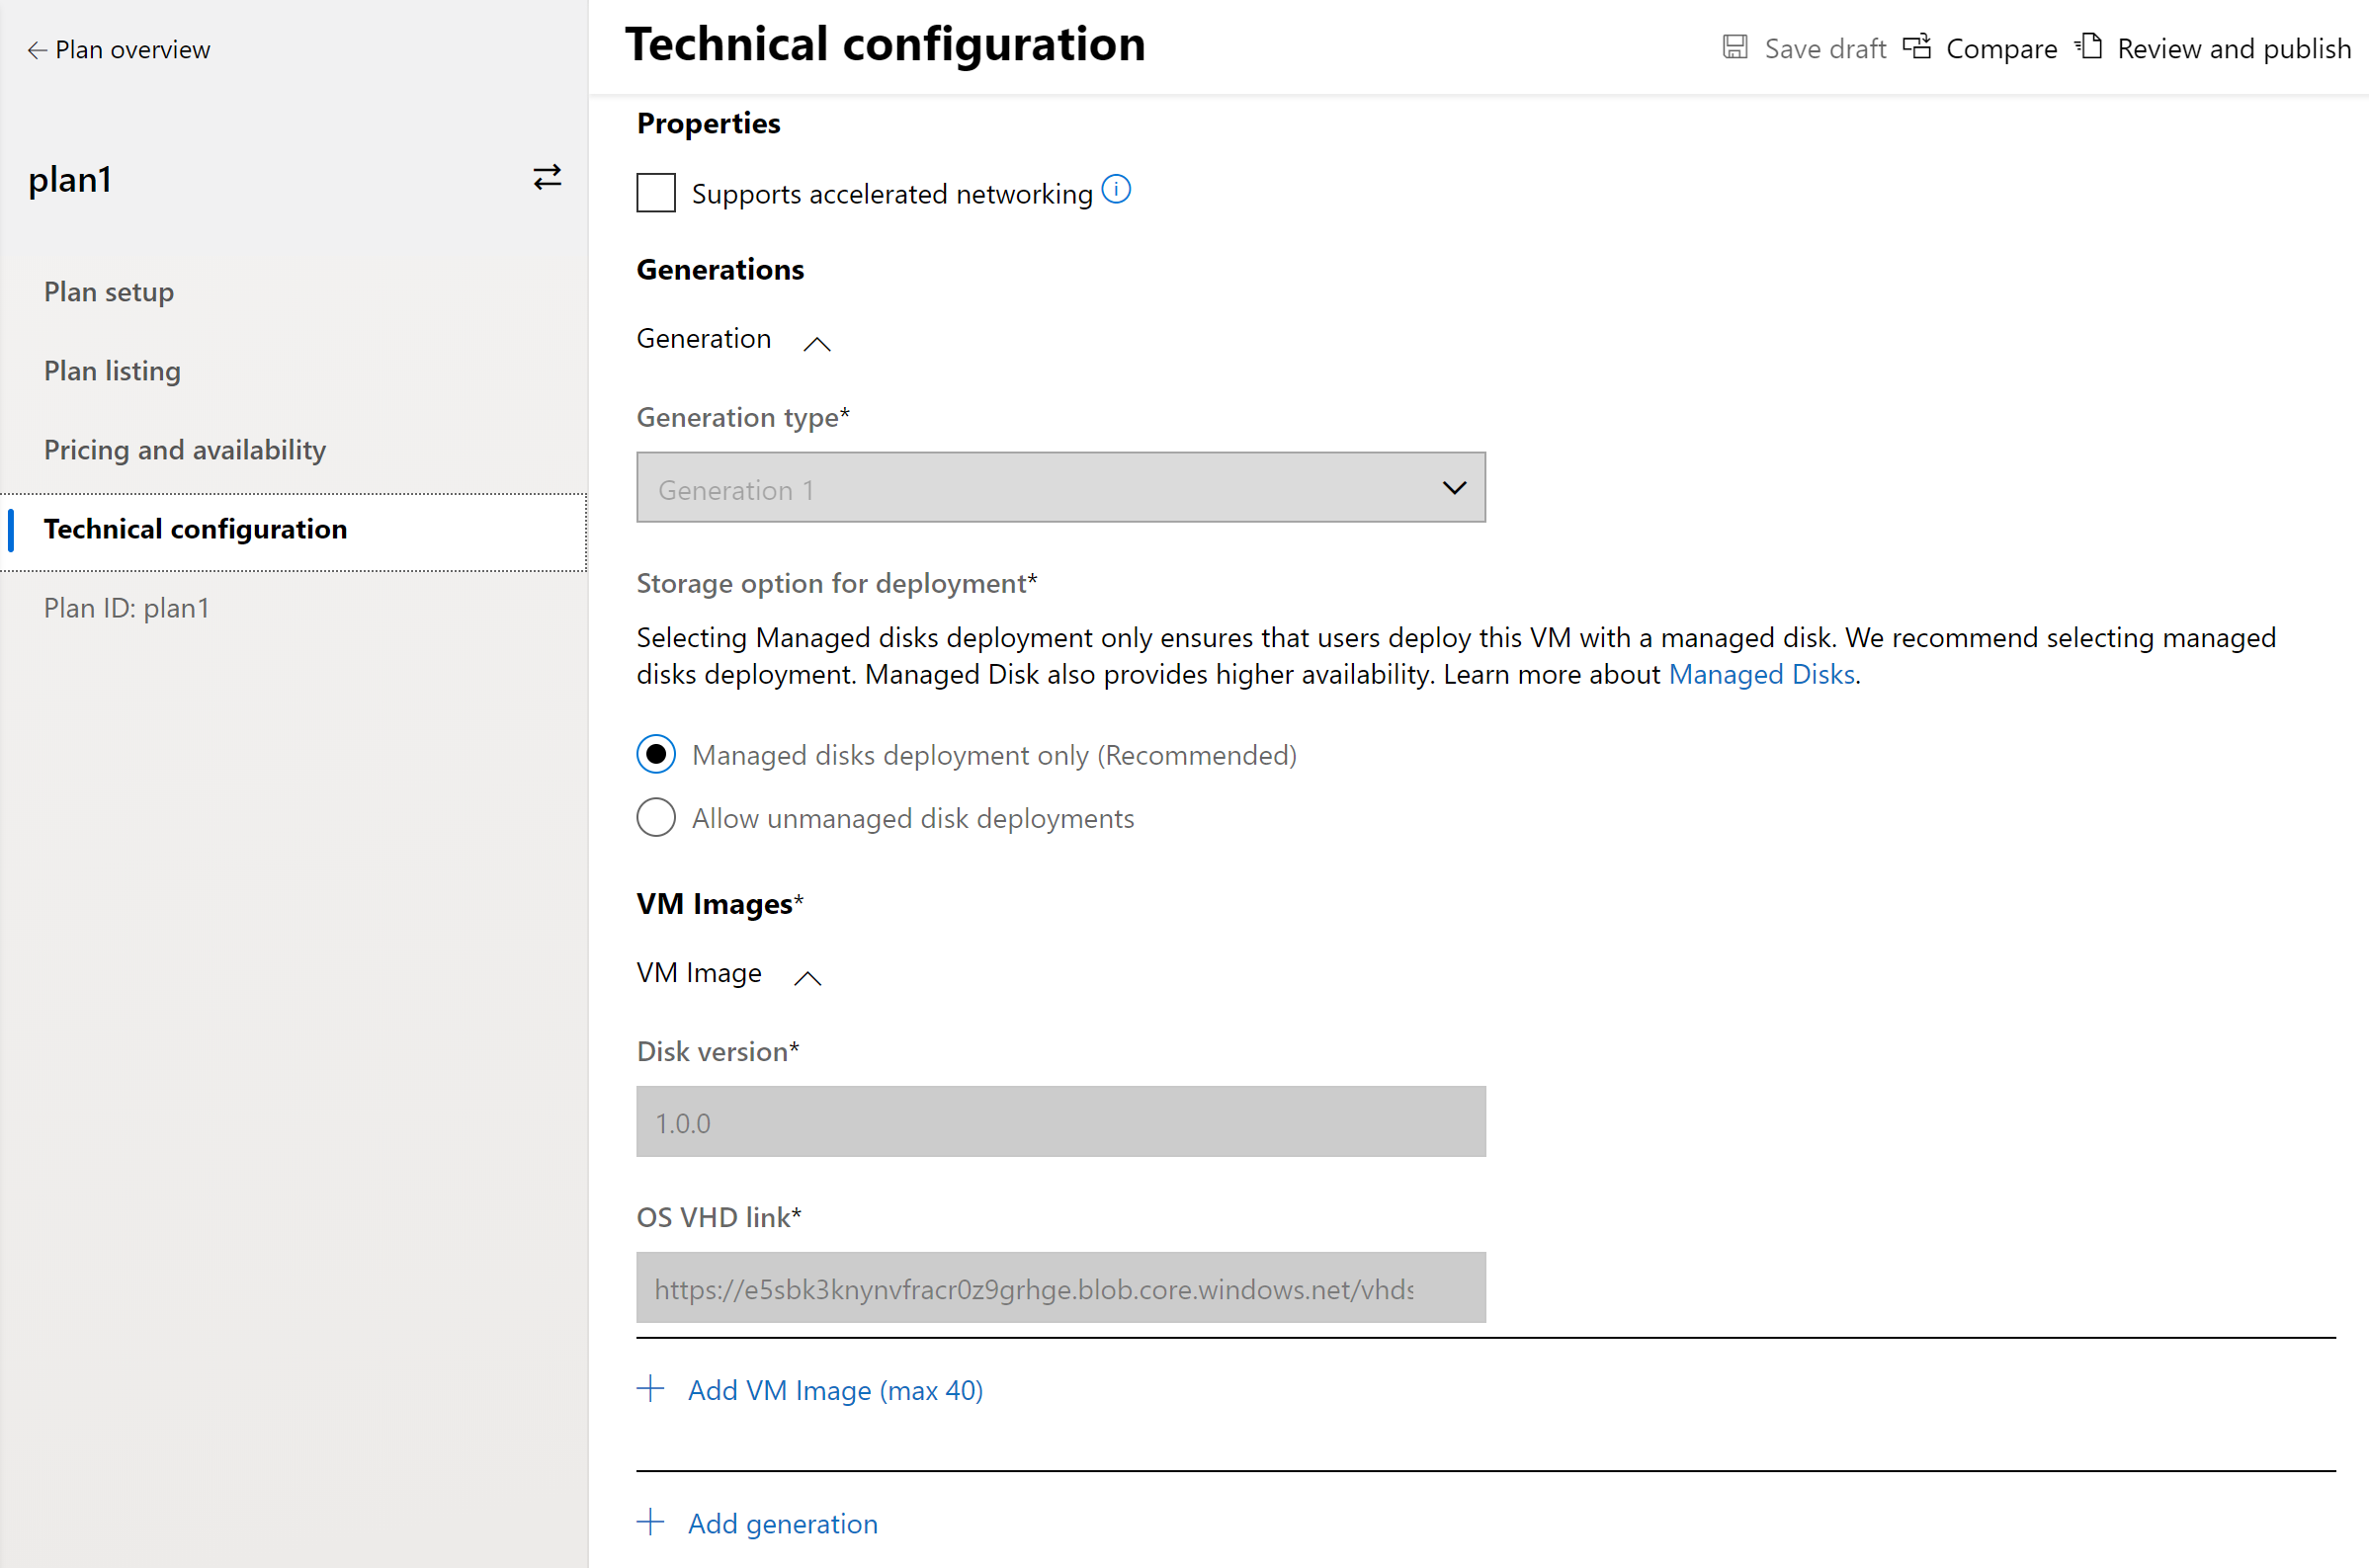 Plan overview
plan1
Plan setup
Plan listing
Pricing and availability
Technical configuration
Plan ID: plan1
Technical configuration
Save draft
Compare
Review and publish
Properties
Supports accelerated networking
Generations
Generation
Generation type*
Generation 1
Storage option for deployment*
Selecting Managed disks deployment only ensures that users deploy this VM with a managed disk. We recommend selecting managed
disks deployment. Managed Disk also provides higher availability. Learn more about Managed Disks.
Managed disks deployment only (Recommended)
Allow unmanaged disk deployments
VM Images*
VM Image
Disk version*
1.0.0
OS VHD link*
https://e5sbk3knynvfracr0z9grhge.blob.core.windows.net/vhds
Add VM Image (max 40)
Add generation